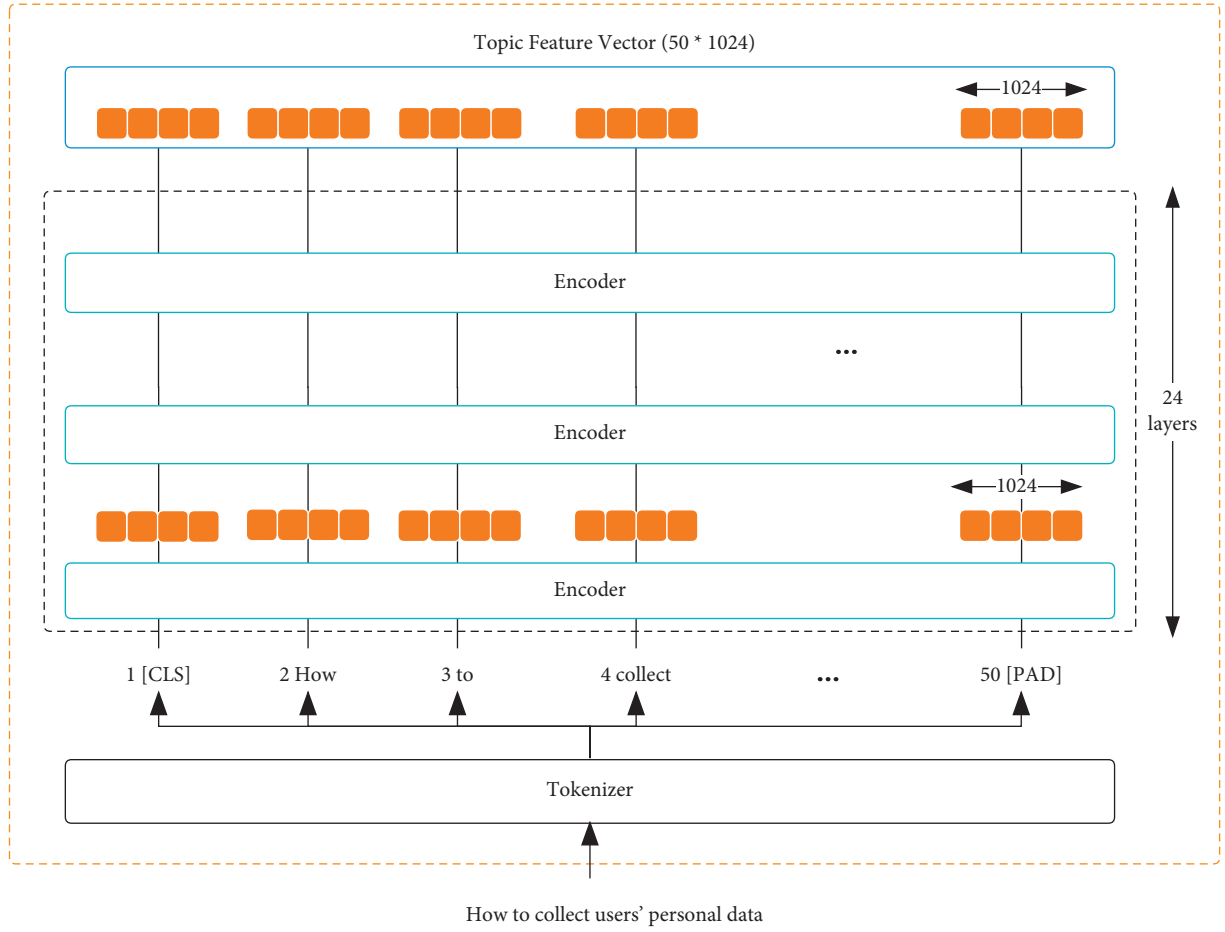 Topic Feature Vector (50 * 1024)
1024
Encoder
...
Encoder
24
layers
1024
Encoder
1 [CLS] 2 How 3 to 4 collect ... 50 [PAD]
Tokenizer
How to collect users’ personal data